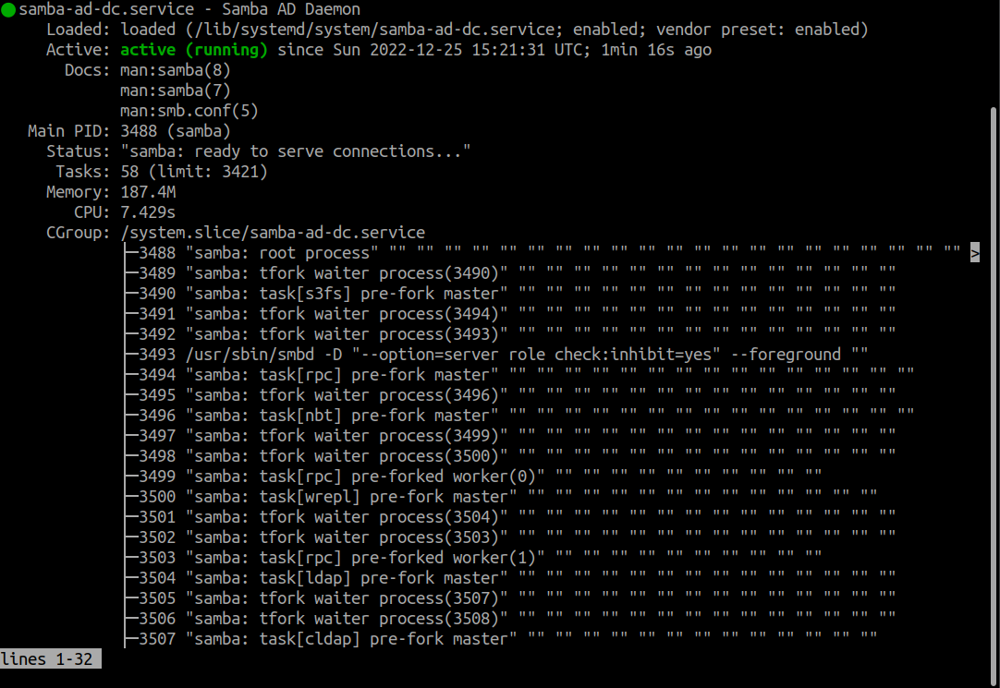 ●samba-ad-dc.service - Samba AD Daemon
     Loaded: loaded (/lib/systemd/system/samba-ad-dc.service; enabled; vendor preset: enabled)
     Active: active (running) since Sun 2022-12-25 15:21:31 UTC; 1min 16s ago
       Docs: man:samba(8)
             man:samba(7)
             man:smb.conf(5)
   Main PID: 3488 (samba)
     Status: "samba: ready to serve connections..."
      Tasks: 58 (limit: 3421)
     Memory: 187.4M
        CPU: 7.429s
     CGroup: /system.slice/samba-ad-dc.service
             ├─3488 "samba: root process" "" "" "" "" "" "" "" "" "" "" "" "" "" "" "" "" "" "" "" "" "" >
             ├─3489 "samba: tfork waiter process(3490)" "" "" "" "" "" "" "" "" "" "" "" "" "" ""
             ├─3490 "samba: task[s3fs] pre-fork master" "" "" "" "" "" "" "" "" "" "" "" "" "" ""
             ├─3491 "samba: tfork waiter process(3494)" "" "" "" "" "" "" "" "" "" "" "" "" "" ""
             ├─3492 "samba: tfork waiter process(3493)" "" "" "" "" "" "" "" "" "" "" "" "" "" ""
             ├─3493 /usr/sbin/smbd -D "--option=server role check:inhibit=yes" --foreground ""
             ├─3494 "samba: task[rpc] pre-fork master" "" "" "" "" "" "" "" "" "" "" "" "" "" "" ""
             ├─3495 "samba: tfork waiter process(3496)" "" "" "" "" "" "" "" "" "" "" "" "" "" ""
             ├─3496 "samba: task[nbt] pre-fork master" "" "" "" "" "" "" "" "" "" "" "" "" "" "" ""
             ├─3497 "samba: tfork waiter process(3499)" "" "" "" "" "" "" "" "" "" "" "" "" "" ""
             ├─3498 "samba: tfork waiter process(3500)" "" "" "" "" "" "" "" "" "" "" "" "" "" ""
             ├─3499 "samba: task[rpc] pre-forked worker(0)" "" "" "" "" "" "" "" "" "" ""
             ├─3500 "samba: task[wrepl] pre-fork master" "" "" "" "" "" "" "" "" "" "" "" "" ""
             ├─3501 "samba: tfork waiter process(3504)" "" "" "" "" "" "" "" "" "" "" "" "" "" ""
             ├─3502 "samba: tfork waiter process(3503)" "" "" "" "" "" "" "" "" "" "" "" "" "" ""
             ├─3503 "samba: task[rpc] pre-forked worker(1)" "" "" "" "" "" "" "" "" "" ""
             ├─3504 "samba: task[ldap] pre-fork master" "" "" "" "" "" "" "" "" "" "" "" "" "" ""
             ├─3505 "samba: tfork waiter process(3507)" "" "" "" "" "" "" "" "" "" "" "" "" "" ""
             ├─3506 "samba: tfork waiter process(3508)" "" "" "" "" "" "" "" "" "" "" "" "" "" ""
             ├─3507 "samba: task[cldap] pre-fork master" "" "" "" "" "" "" "" "" "" "" "" "" ""
lines 1-32